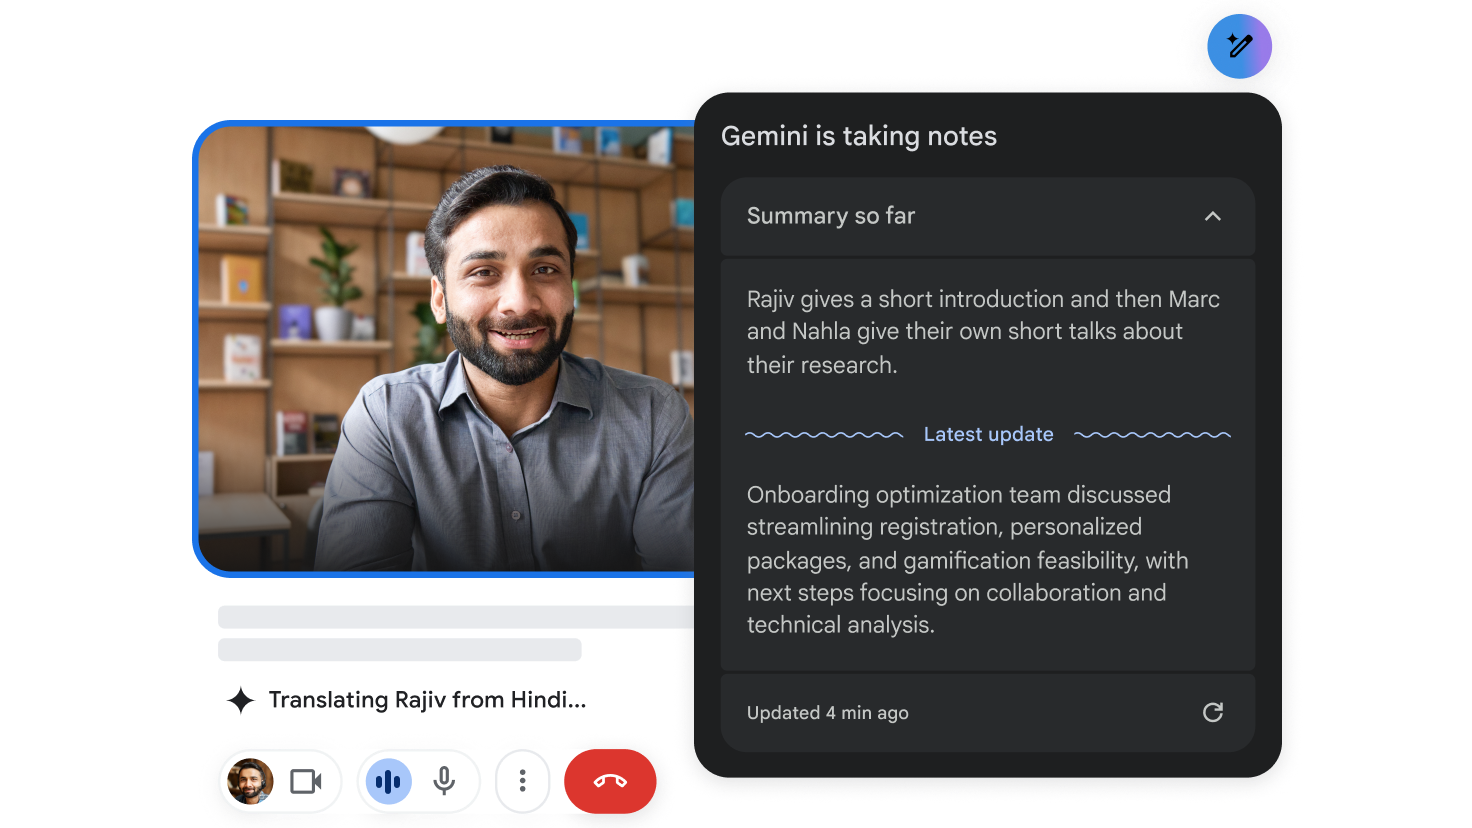 Gemini is taking notes
Summary so far
Rajiv gives a short introduction and then Marc
and Nahla give their own short talks about
their research.
Latest update
Onboarding optimization team discussed
streamlining registration, personalized
packages, and gamification feasibility, with
next steps focusing on collaboration and
technical analysis.
Updated 4 min ago
Translating Rajiv from Hindi...